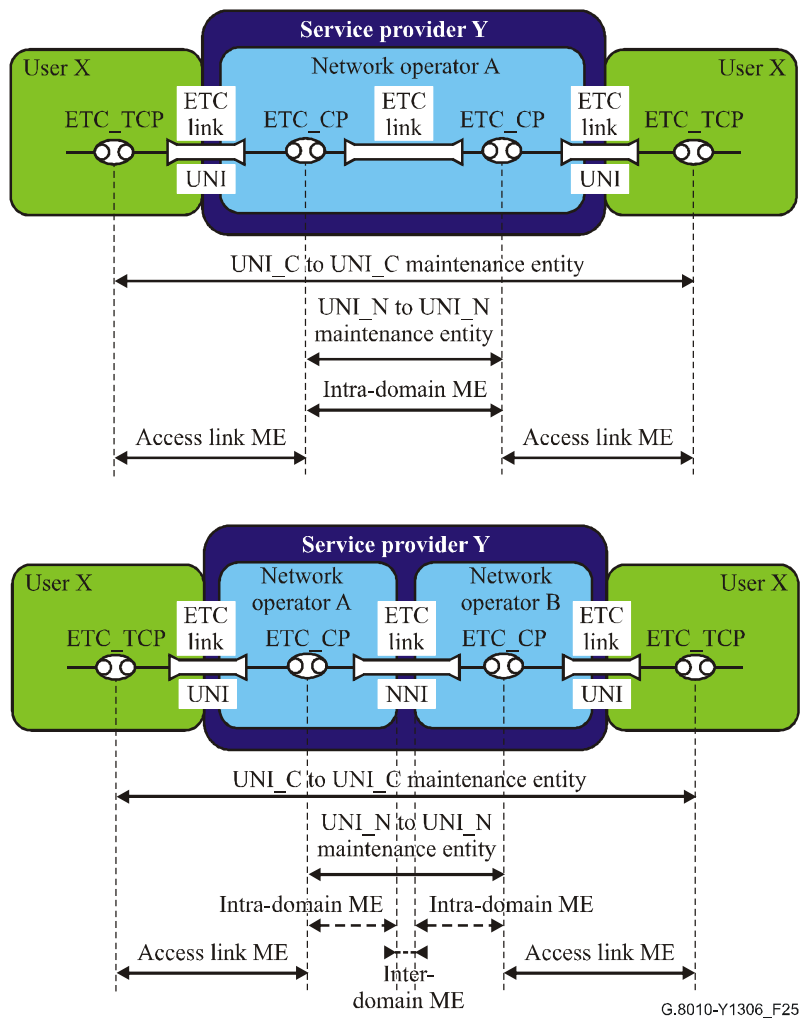 Service provider Y
User X
Network operator A
User X
ETC
link
ETC
link
ETC
link
ETC_TCP
ETC_CP
ETC_CP
ETC_TCP
UNI
UNI
UNI_C to UNI_C maintenance entity
UNI_N to UNI_N
maintenance entity
Intra-domain ME
Access link ME
Access link ME
Service provider Y
User X
Network
operator A
Network
operator B
User X
ETC
link
ETC
link
ETC
link
ETC_TCP
ETC_CP
ETC_CP
ETC_TCP
UNI
NNI
UNI
UNI_C to UNI_C maintenance entity
UNI_N to UNI_N
maintenance entity
Intra-domain ME
Intra-domain ME
Access link ME
Access link ME
Inter-
domain ME
G.8010-Y1306_F25